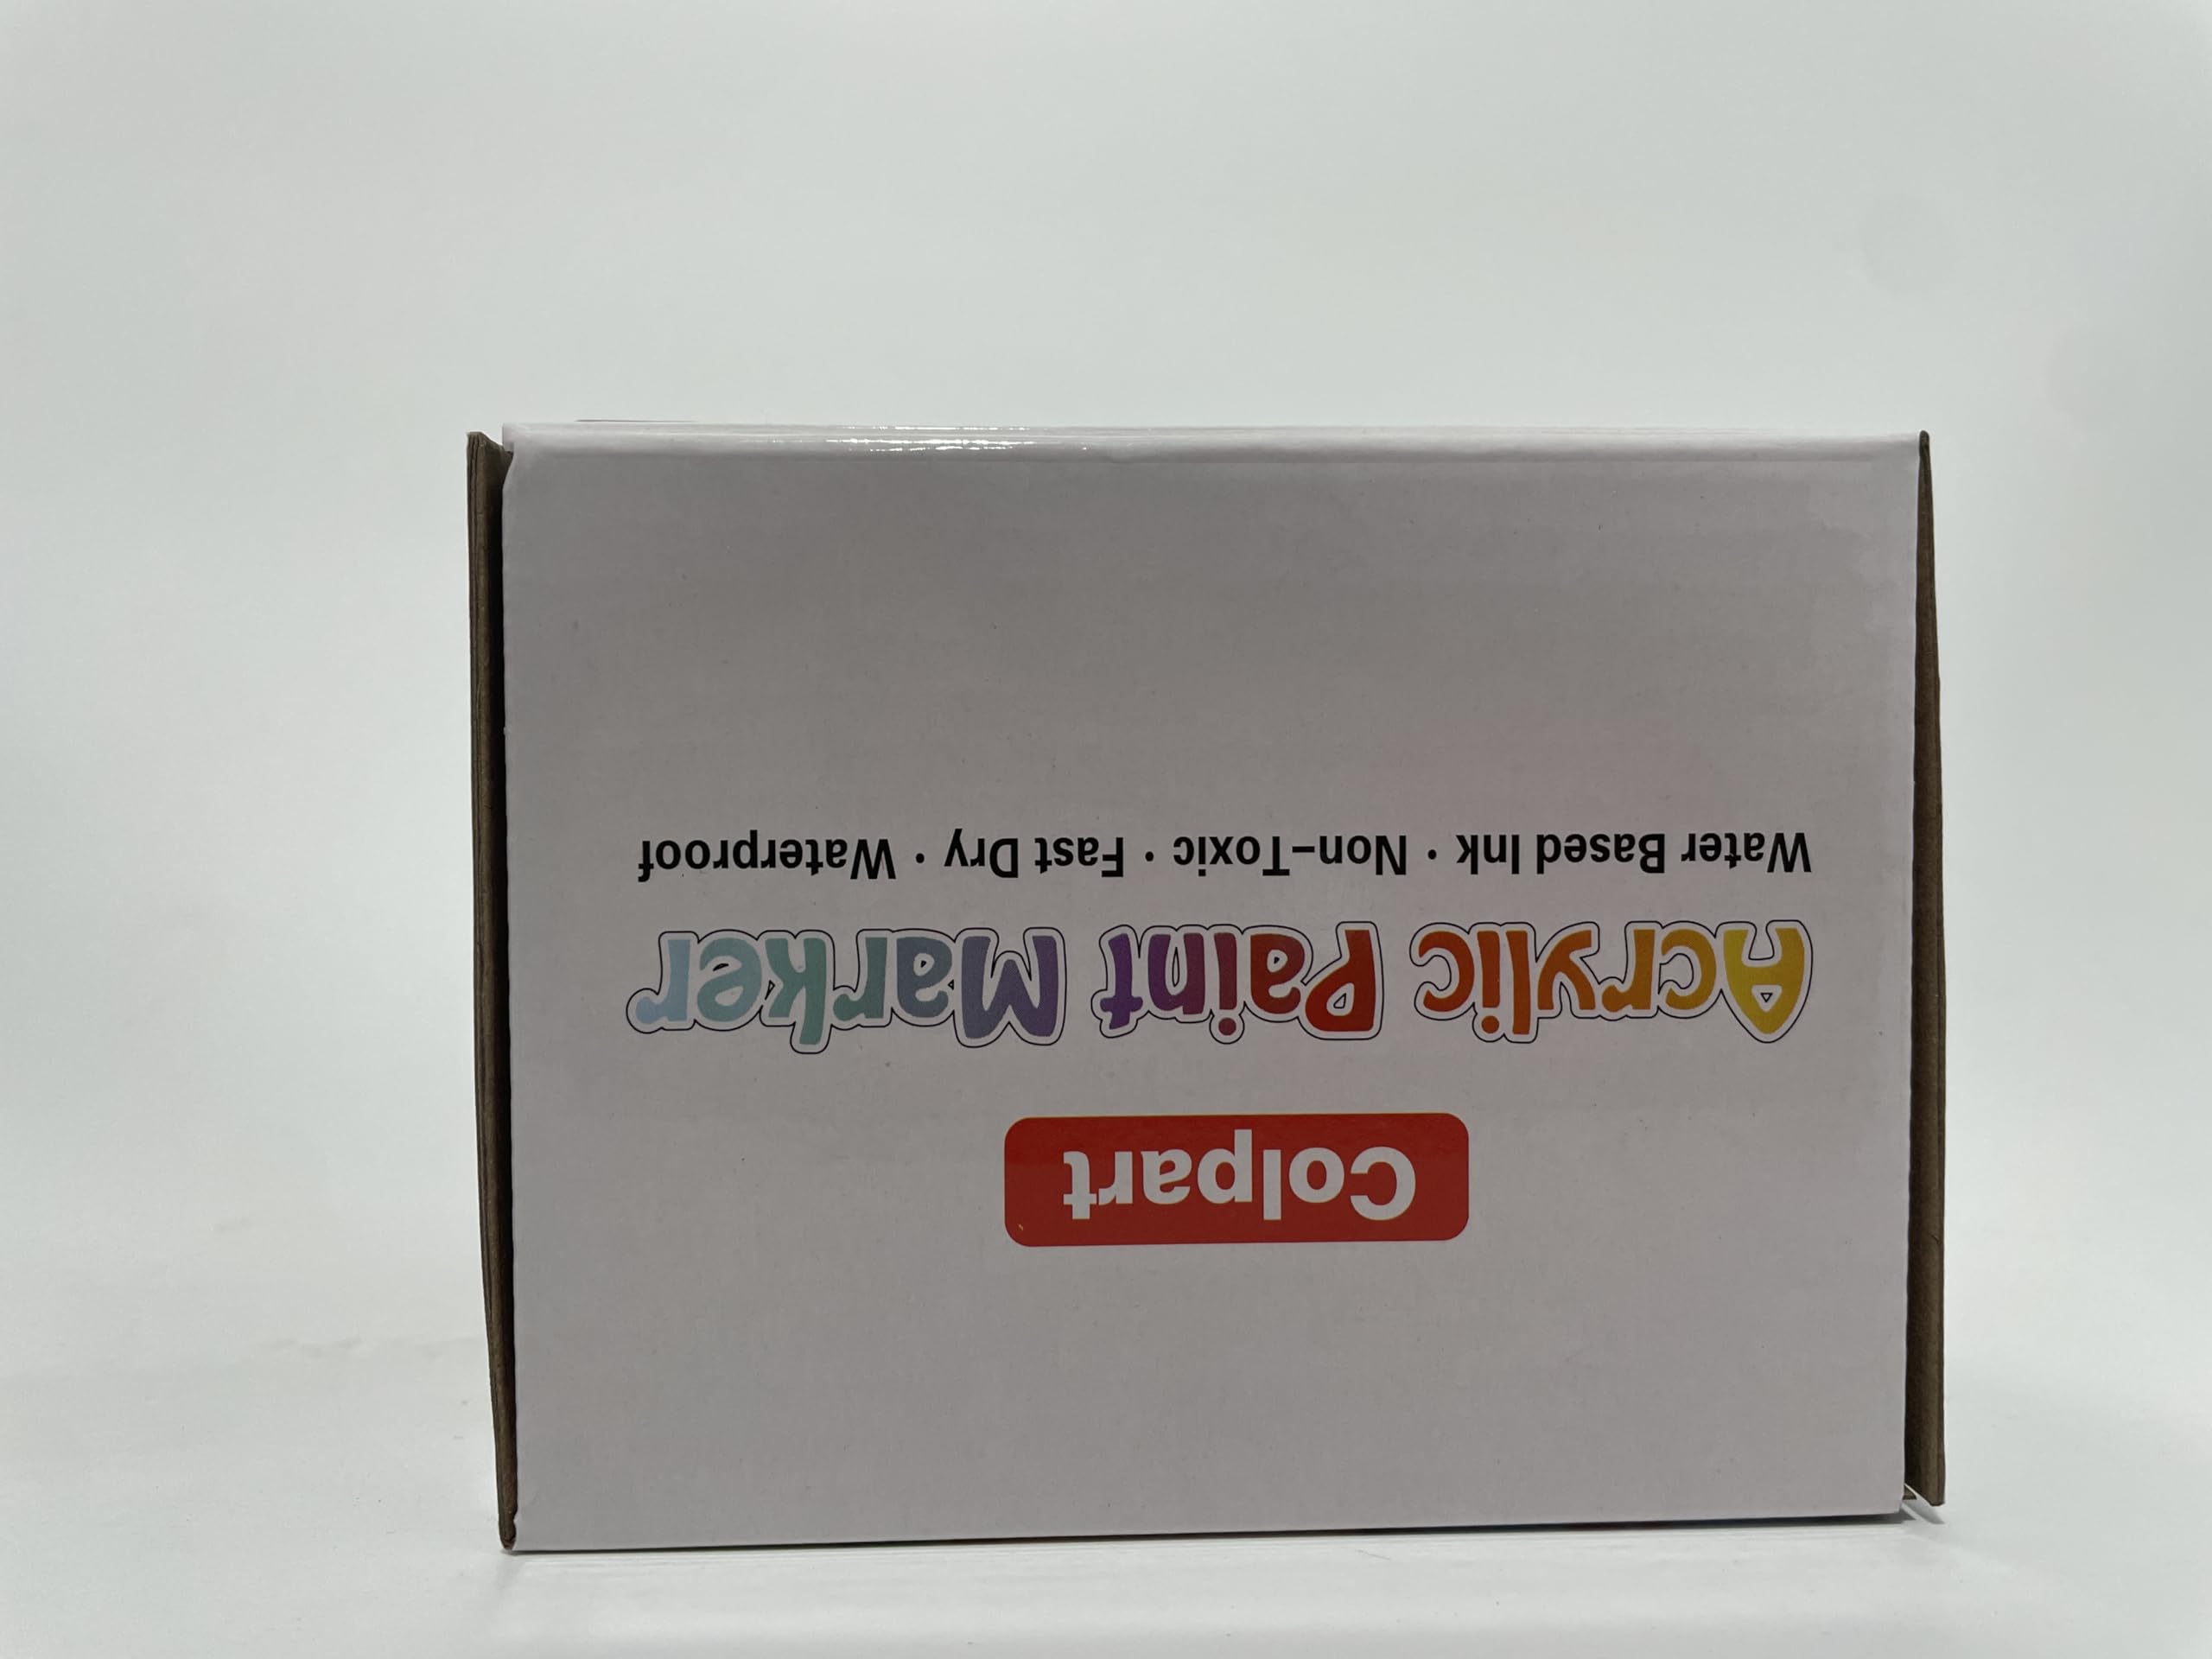 Colpart
Acrylic Paint Marker
Water Based Ink · Non-Toxic · Fast Dry · Waterproof